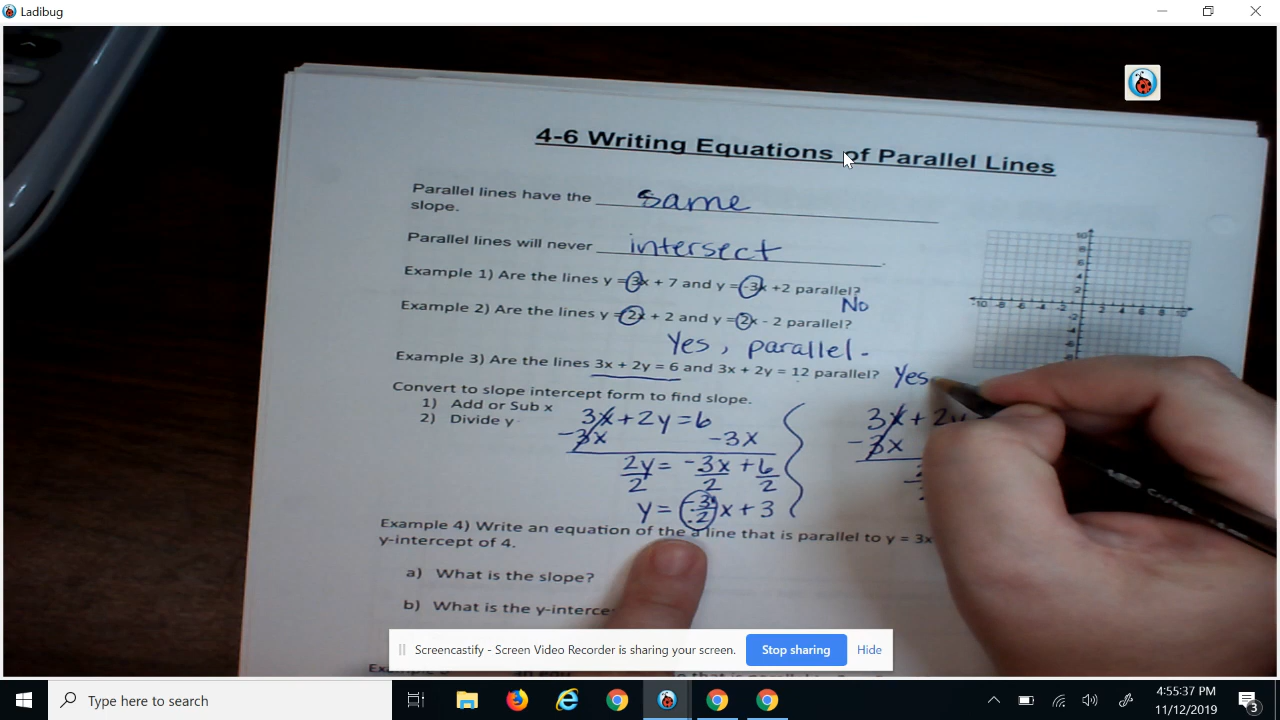 Ladibug
4-6 Writing Equations of Parallel Lines
Parallel lines have the same
slope.
Parallel lines will never intersect.
Example 1) Are the lines y = 3x + 7 and y = -3x +2 parallel?
No
Example 2) Are the lines y = 2x + 2 and y = 2x - 2 parallel?
Yes, parallel.
Example 3) Are the lines 3x + 2y = 6 and 3x + 2y = 12 parallel? Yes
Convert to slope intercept form to find slope.
1) Add or Sub x
2) Divide y
3x + 2y = 6
-3x -3x
2y = -3x + 6
2 2 2
y = -3/2 x + 3
3x + 2y
-3x
Example 4) Write an equation of the a line that is parallel to y = 3x
y-intercept of 4.
a) What is the slope?
b) What is the y-interce
Screencastify - Screen Video Recorder is sharing your screen.
Stop sharing
Hide
Type here to search
4:55:37 PM
11/12/2019
3